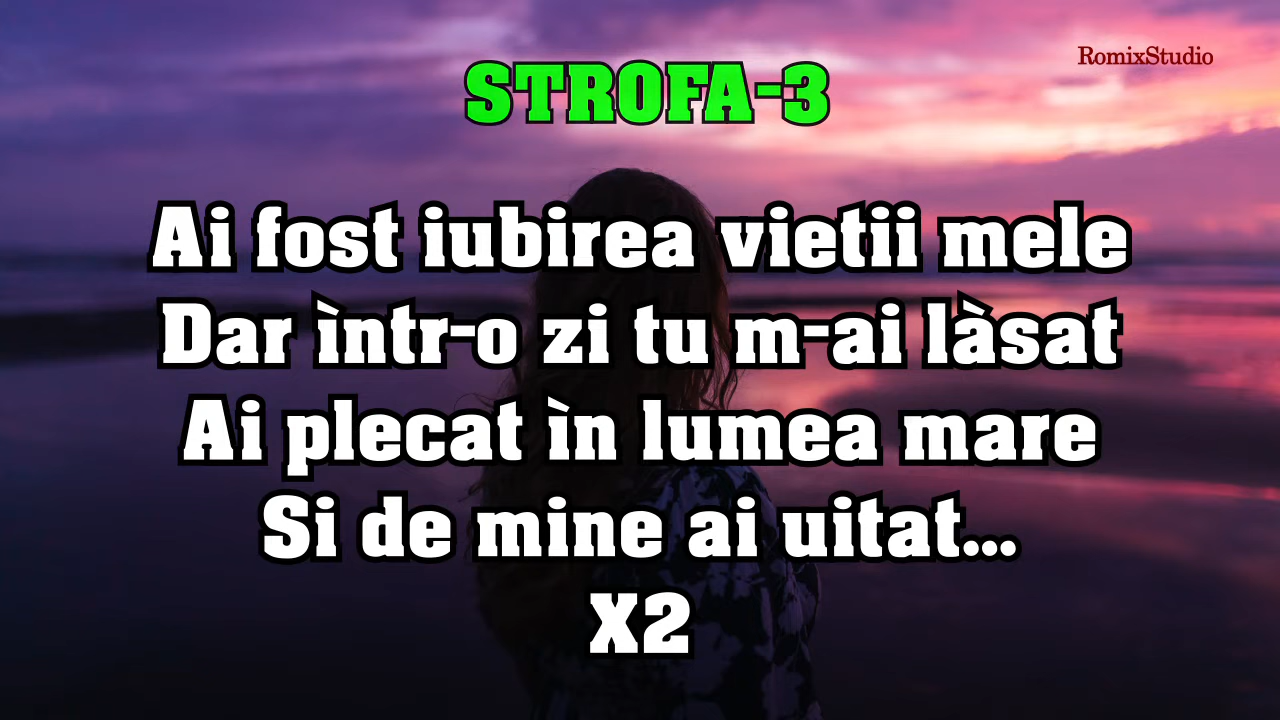 RomixStudio
STROFA-3
Ai fost iubirea vietii mele
Dar ìntr-o zi tu m-ai làsat
Ai plecat ìn lumea mare
Si de mine ai uitat...
X2